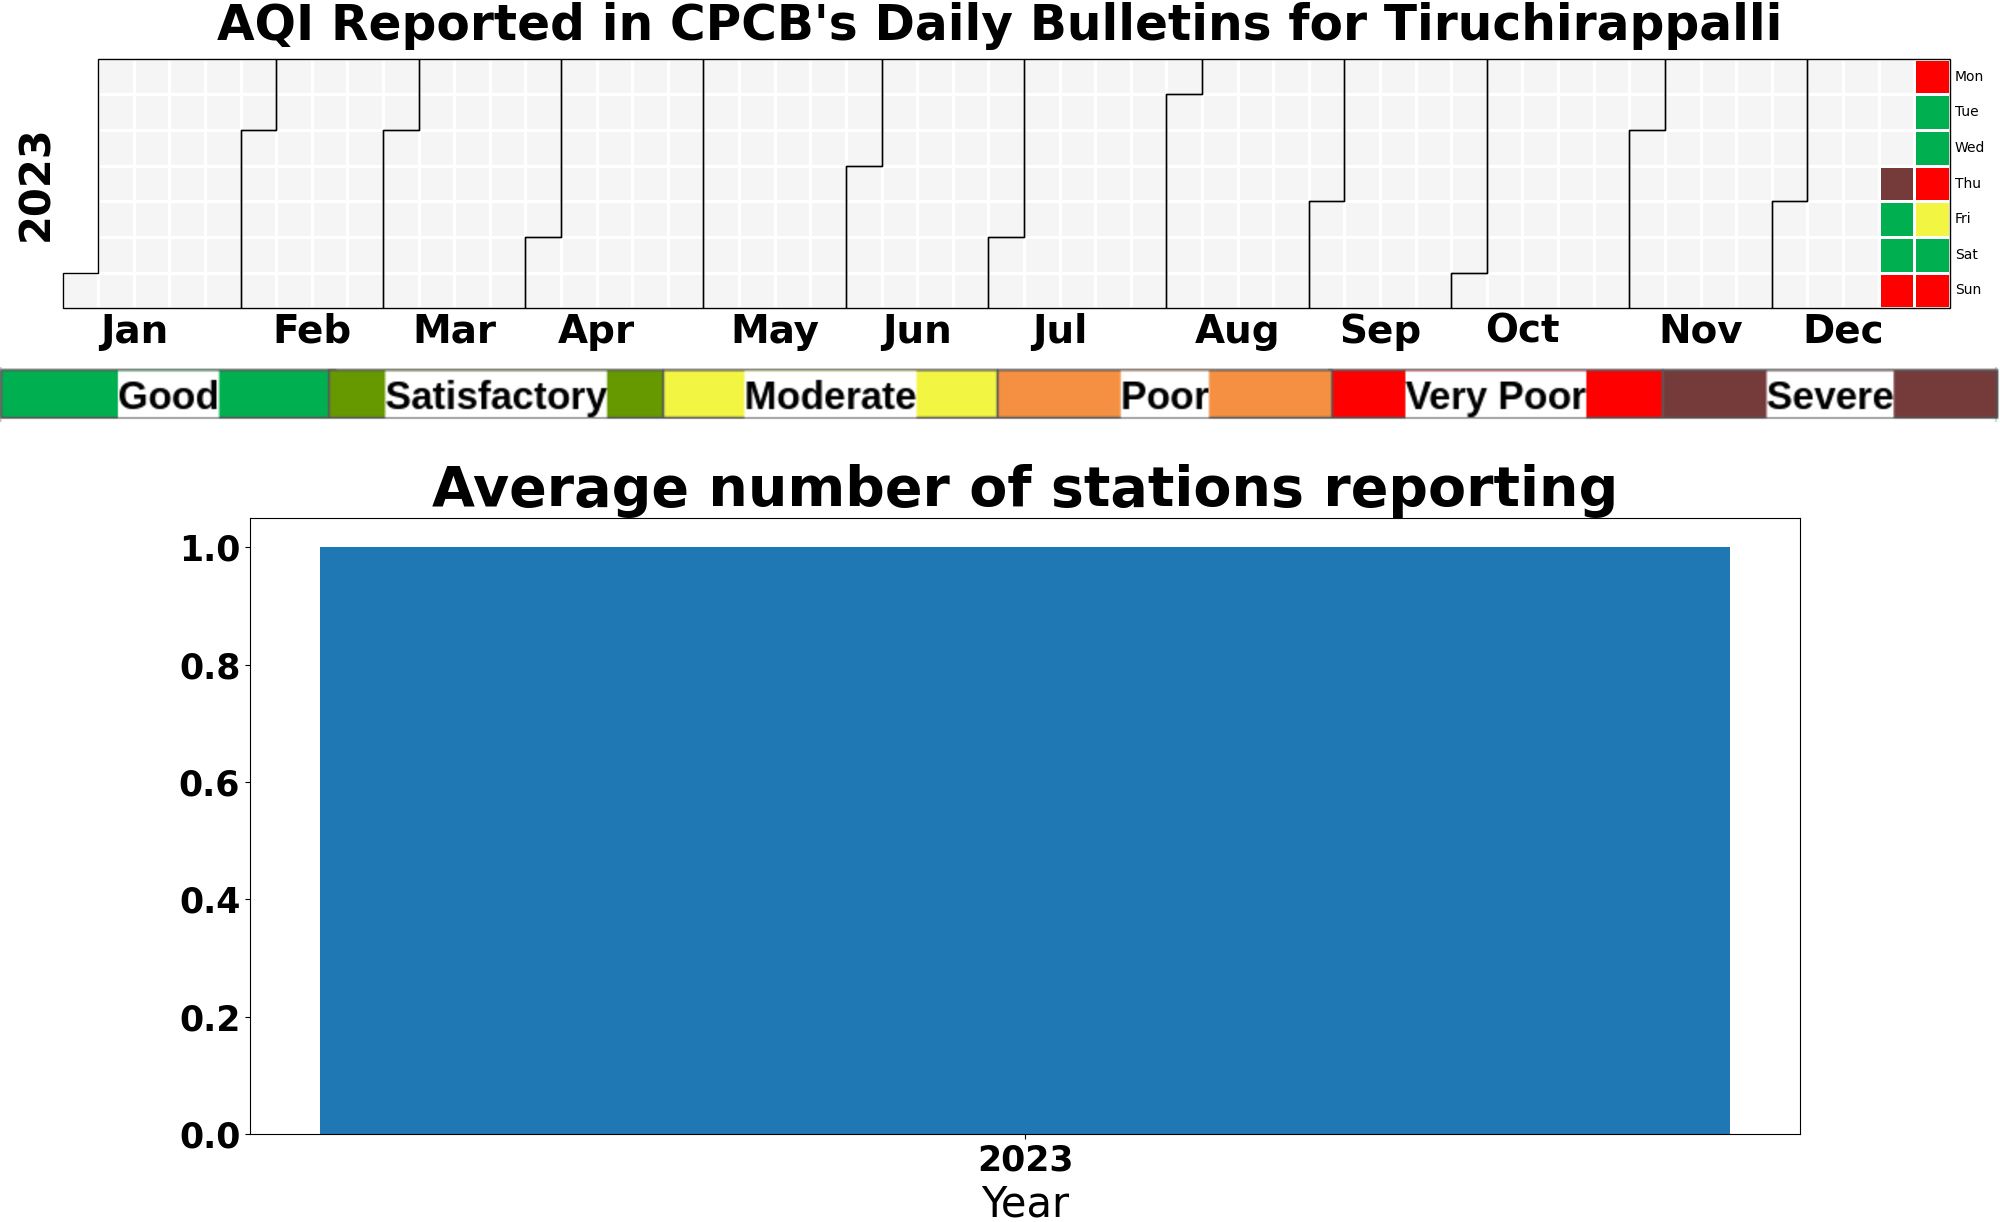 AQI Reported in CPCB's Daily Bulletins for Tiruchirappalli
2023
Mon
Tue
Wed
Thu
Fri
Sat
Sun
Jan Feb Mar Apr May Jun Jul Aug Sep Oct Nov Dec
Good Satisfactory Moderate Poor Very Poor Severe
Average number of stations reporting
1.0
0.8
0.6
0.4
0.2
0.0
2023
Year